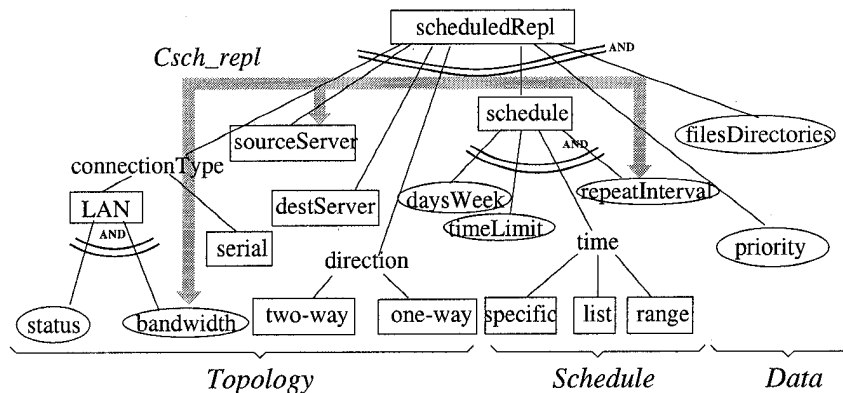 scheduledRepl
AND
Csch_repl
schedule
sourceServer
filesDirectories
connectionType
AND
daysWeek
repeatInterval
LAN
destServer
timeLimit
AND
serial
time
priority
direction
status
bandwidth
two-way
one-way
specific
list
range
Topology
Schedule
Data